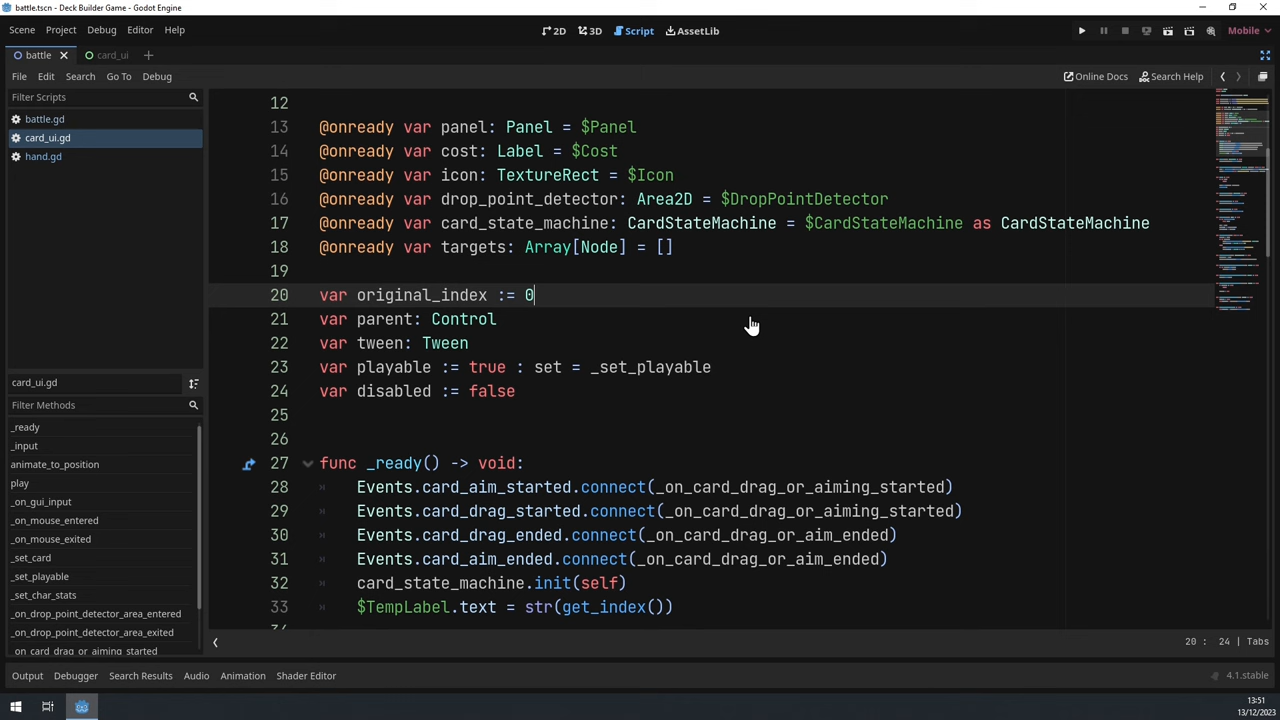 battle.tscn - Deck Builder Game - Godot Engine
Scene Project Debug Editor Help
2D 3D Script AssetLib
Mobile
battle card_ui
File Edit Search Go To Debug
Online Docs Search Help
Filter Scripts
battle.gd
card_ui.gd
hand.gd
card_ui.gd
Filter Methods
_ready
_input
animate_to_position
play
_on_gui_input
_on_mouse_entered
_on_mouse_exited
_set_card
_set_playable
_set_char_stats
_on_drop_point_detector_area_entered
_on_drop_point_detector_area_exited
_on_card_drag_or_aiming_started
12
13 @onready var panel: Panel = $Panel
14 @onready var cost: Label = $Cost
15 @onready var icon: TextureRect = $Icon
16 @onready var drop_point_detector: Area2D = $DropPointDetector
17 @onready var card_state_machine: CardStateMachine = $CardStateMachine as CardStateMachine
18 @onready var targets: Array[Node] = []
19
20 var original_index := 0
21 var parent: Control
22 var tween: Tween
23 var playable := true : set = _set_playable
24 var disabled := false
25
26
27 func _ready() -> void:
28 Events.card_aim_started.connect(_on_card_drag_or_aiming_started)
29 Events.card_drag_started.connect(_on_card_drag_or_aiming_started)
30 Events.card_drag_ended.connect(_on_card_drag_or_aim_ended)
31 Events.card_aim_ended.connect(_on_card_drag_or_aim_ended)
32 card_state_machine.init(self)
33 $TempLabel.text = str(get_index())
34
20 : 24 | Tabs
Output Debugger Search Results Audio Animation Shader Editor
4.1.stable
13:51
13/12/2023